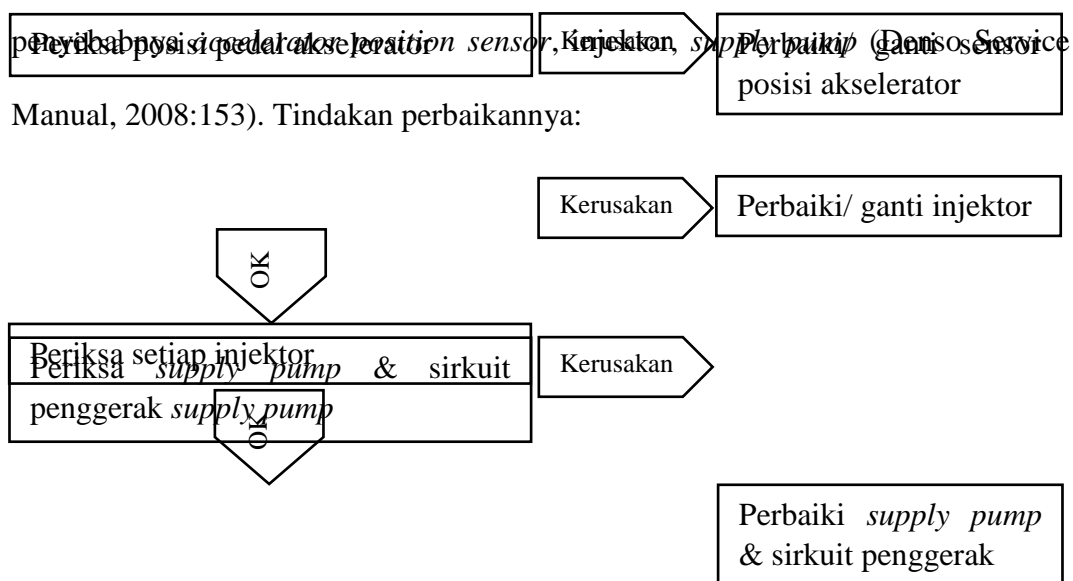 penyebabnya accelerator position sensor, injektor, supply pump (Denso Service
Manual, 2008:153). Tindakan perbaikannya:
Periksa posisi pedal akselerator
Kerusakan
Perbaiki/ ganti sensor
posisi akselerator
Kerusakan
Perbaiki/ ganti injektor
OK
Periksa setiap injektor
Periksa supply pump & sirkuit
penggerak supply pump
Kerusakan
OK
Perbaiki supply pump
& sirkuit penggerak